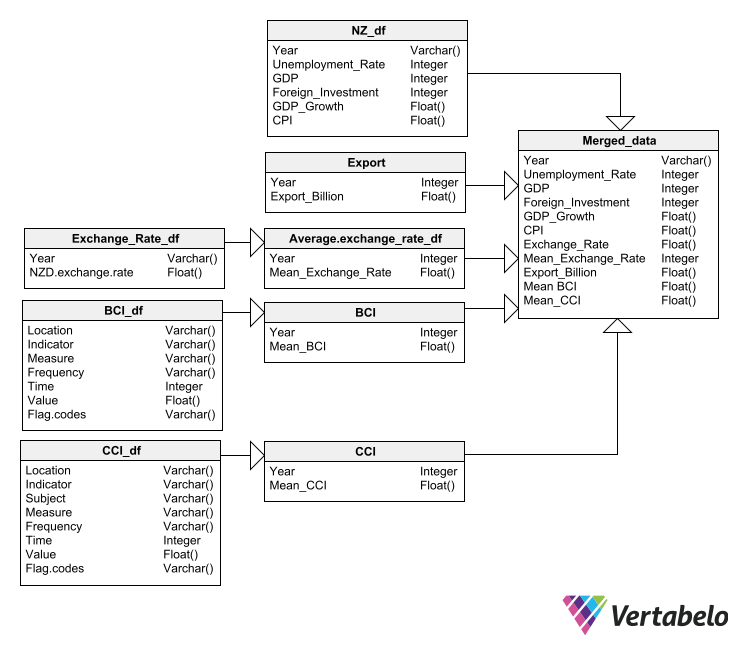 NZ_df
Year Varchar()
Unemployment_Rate Integer
GDP Integer
Foreign_Investment Integer
GDP_Growth Float()
CPI Float()
Merged_data
Year Varchar()
Unemployment_Rate Integer
GDP Integer
Foreign_Investment Integer
GDP_Growth Float()
CPI Float()
Exchange_Rate Float()
Mean_Exchange_Rate Integer
Export_Billion Float()
Mean BCI Float()
Mean_CCI Float()
Export
Year Integer
Export_Billion Float()
Exchange_Rate_df
Year Varchar()
NZD.exchange.rate Float()
Average.exchange_rate_df
Year Integer
Mean_Exchange_Rate Float()
BCI_df
Location Varchar()
Indicator Varchar()
Measure Varchar()
Frequency Varchar()
Time Integer
Value Float()
Flag.codes Varchar()
BCI
Year Integer
Mean_BCI Float()
CCI_df
Location Varchar()
Indicator Varchar()
Subject Varchar()
Measure Varchar()
Frequency Varchar()
Time Integer
Value Float()
Flag.codes Varchar()
CCI
Year Integer
Mean_CCI Float()
Vertabelo